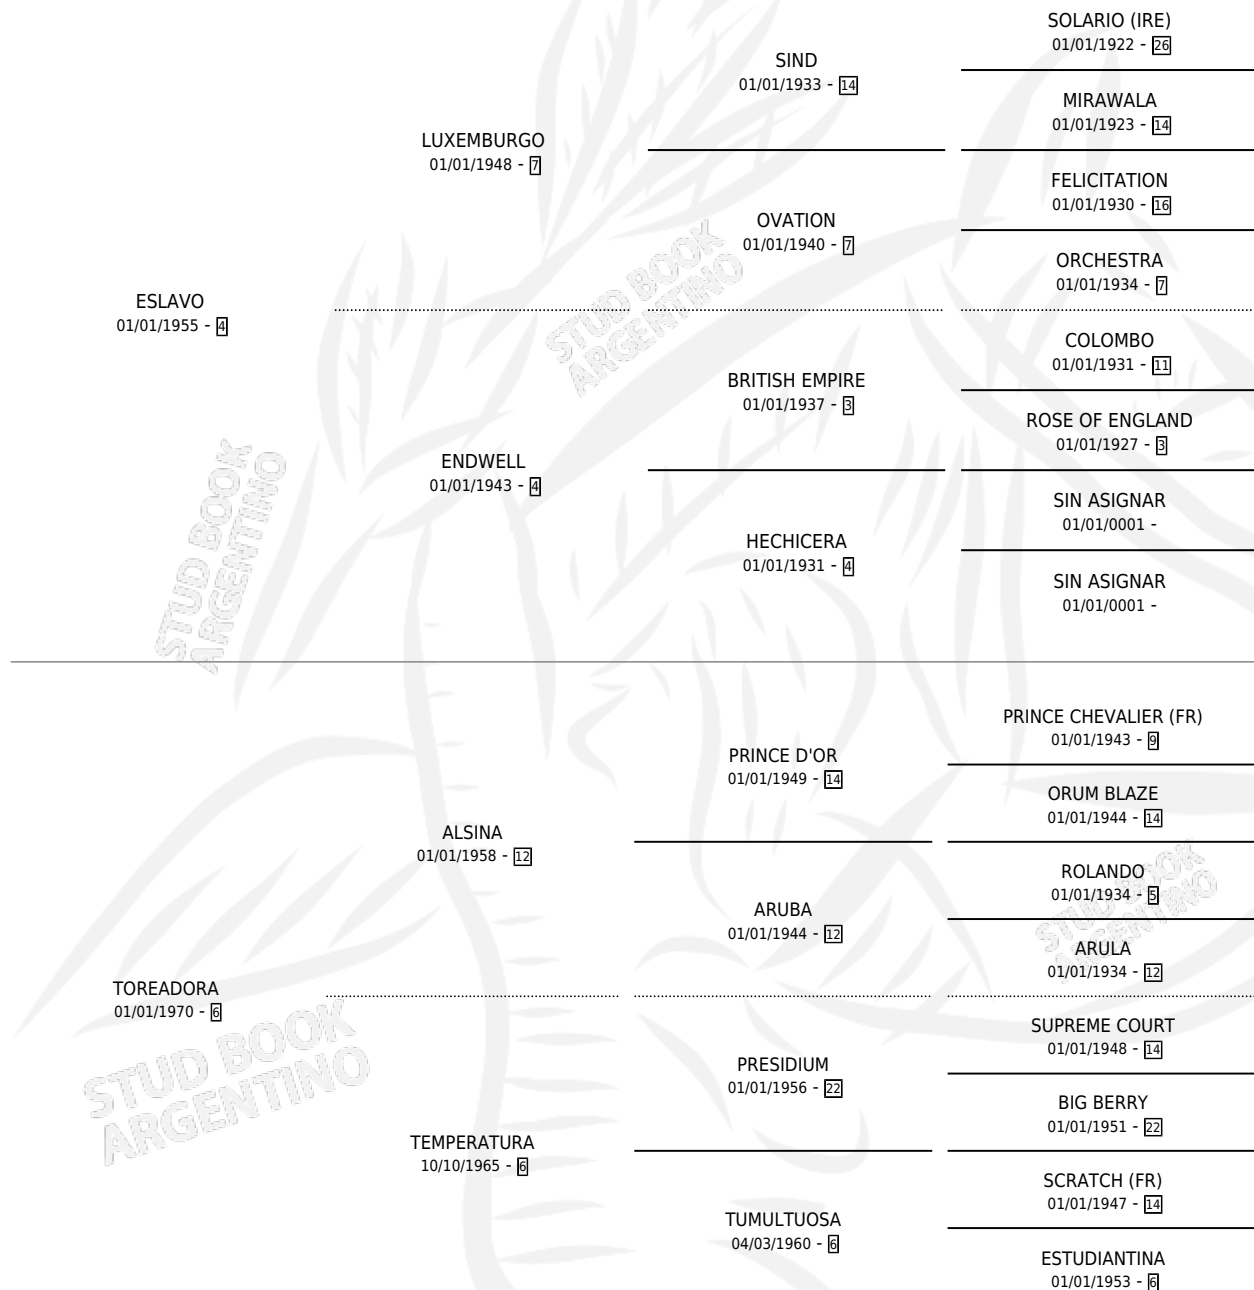 SOLARIO (IRE)
01/01/1922 - 26
SIND
01/01/1933 - 14
MIRAWALA
01/01/1923 - 14
LUXEMBURGO
01/01/1948 - 7
FELICITATION
01/01/1930 - 16
OVATION
01/01/1940 - 7
ORCHESTRA
01/01/1934 - 7
ESLAVO
01/01/1955 - 4
COLOMBO
01/01/1931 - 11
BRITISH EMPIRE
01/01/1937 - 3
ROSE OF ENGLAND
01/01/1927 - 3
ENDWELL
01/01/1943 - 4
SIN ASIGNAR
01/01/0001 -
HECHICERA
01/01/1931 - 4
SIN ASIGNAR
01/01/0001 -
PRINCE CHEVALIER (FR)
01/01/1943 - 9
PRINCE D'OR
01/01/1949 - 14
ORUM BLAZE
01/01/1944 - 14
ALSINA
01/01/1958 - 12
ROLANDO
01/01/1934 - 5
ARUBA
01/01/1944 - 12
ARULA
01/01/1934 - 12
TOREADORA
01/01/1970 - 6
SUPREME COURT
01/01/1948 - 14
PRESIDIUM
01/01/1956 - 22
BIG BERRY
01/01/1951 - 22
TEMPERATURA
10/10/1965 - 6
SCRATCH (FR)
01/01/1947 - 14
TUMULTUOSA
04/03/1960 - 6
ESTUDIANTINA
01/01/1953 - 6
STUD BOOK
ARGENTINO
STUD BOOK
ARGENTINO
STUD BOOK
ARGENTINO
STUD BOOK
ARGENTINO